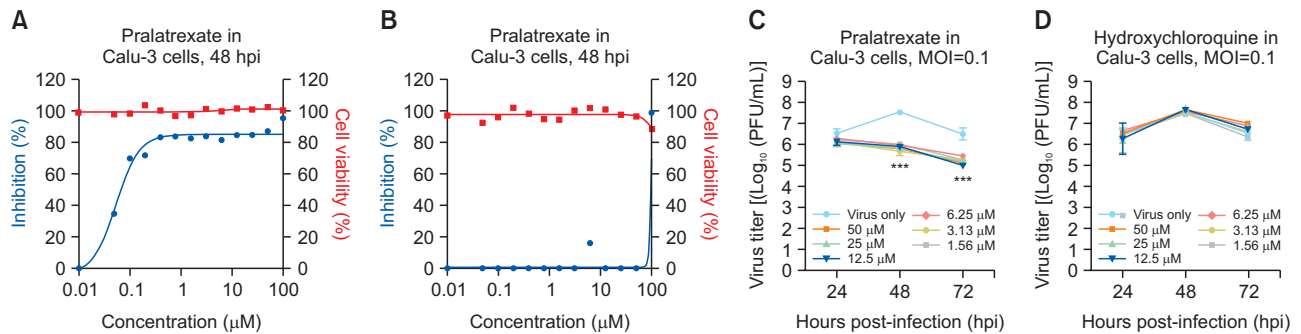 A
Pralatrexate in
Calu-3 cells, 48 hpi
Inhibition (%)
120
100
80
60
40
20
0
120
100
80
60
40
20
0
Cell viability (%)
0.01 0.1 1 10 100
Concentration (μM)
B
Pralatrexate in
Calu-3 cells, 48 hpi
Inhibition (%)
120
100
80
60
40
20
0
120
100
80
60
40
20
0
Cell viability (%)
0.01 0.1 1 10 100
Concentration (μM)
C
Pralatrexate in
Calu-3 cells, MOI=0.1
Virus titer [(Log10 (PFU/mL)]
9
8
7
6
5
4
3
2
1
0
***
***
Virus only
50 μM
25 μM
12.5 μM
6.25 μM
3.13 μM
1.56 μM
24 48 72
Hours post-infection (hpi)
D
Hydroxychloroquine in
Calu-3 cells, MOI=0.1
Virus titer [(Log10 (PFU/mL)]
9
8
7
6
5
4
3
2
1
0
Virus only
50 μM
25 μM
12.5 μM
6.25 μM
3.13 μM
1.56 μM
24 48 72
Hours post-infection (hpi)